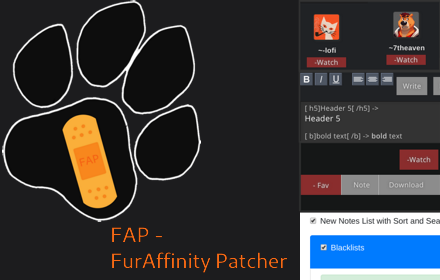 FAP
FAP -
FurAffinity Patcher
~-lofi
~7theaven
-Watch
-Watch
B I U
Write
[ h5]Header 5[ /h5] ->
Header 5
[ b]bold text[ /b] -> bold text
-Watch
- Fav Note Download
New Notes List with Sort and Sea
Blacklists